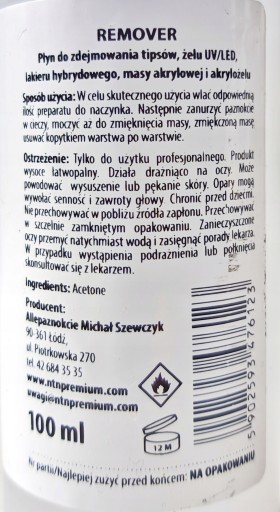 REMOVER
Płyn do zdejmowania tipsów, żelu UV/LED,
lakieru hybrydowego, masy akrylowej i akrylożelu
Sposób użycia: W celu skutecznego użycia wlać odpowiednią
ilość preparatu do naczynka. Następnie zanurzyć paznokcie
w cieczy, moczyć aż do zmięknięcia masy, zmiękczoną masę
usuwać kopytkiem warstwa po warstwie.
Ostrzeżenie: Tylko do użytku profesjonalnego. Produkt
wysoce łatwopalny. Działa drażniąco na oczy. Może
powodować wysuszenie lub pękanie skóry. Opary mogą
wywołać senność i zawroty głowy. Chronić przed dziećmi.
Nie przechowywać w pobliżu źródła zapłonu. Przechowywać
w szczelnie zamkniętym opakowaniu. Zanieczyszczone
oczy przemyć natychmiast wodą i zasięgnąć porady lekarza.
W przypadku wystąpienia podrażnienia lub połknięcia
skonsultować się z lekarzem.
Ingredients: Acetone
Producent:
Allepaznokcie Michał Szewczyk
90-361 Łódź,
ul. Piotrkowska 270
tel. 42 684 35 35
www.ntnpremium.com
uwagi@ntnpremium.com
100 ml
12 M
5 902593 476123
Nr partii/Najlepiej zużyć przed końcem: NA OPAKOWANIU